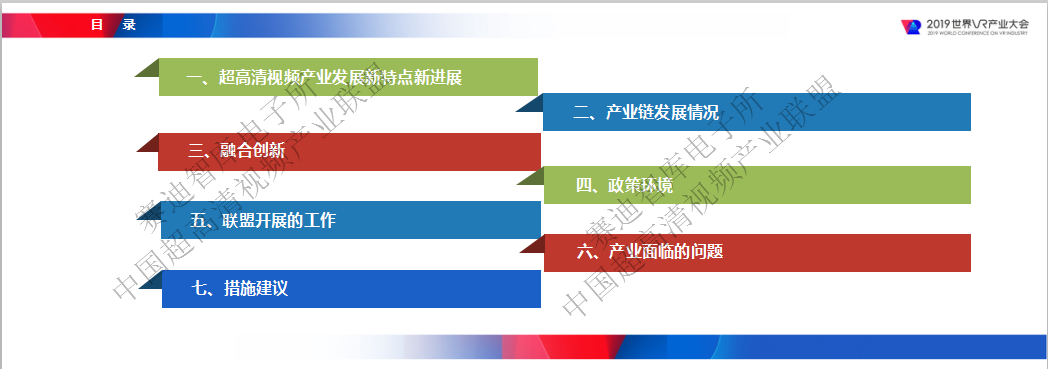 目 录
2019世界VR产业大会
2019 WORLD CONFERENCE ON VR INDUSTRY
一、超高清视频产业发展新特点新进展
二、产业链发展情况
三、融合创新
四、政策环境
五、联盟开展的工作
六、产业面临的问题
七、措施建议
赛迪智库电子所
中国超高清视频产业联盟
赛迪智库电子所
中国超高清视频产业联盟